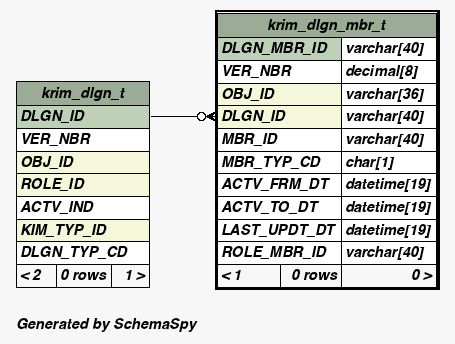 krim_dlgn_mbr_t
DLGN_MBR_ID varchar[40]
VER_NBR decimal[8]
OBJ_ID varchar[36]
DLGN_ID varchar[40]
MBR_ID varchar[40]
MBR_TYP_CD char[1]
ACTV_FRM_DT datetime[19]
ACTV_TO_DT datetime[19]
LAST_UPDT_DT datetime[19]
ROLE_MBR_ID varchar[40]
< 1 0 rows 0 >
krim_dlgn_t
DLGN_ID
VER_NBR
OBJ_ID
ROLE_ID
ACTV_IND
KIM_TYP_ID
DLGN_TYP_CD
< 2 0 rows 1 >
Generated by SchemaSpy